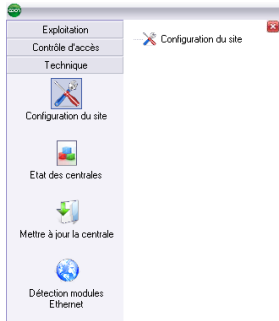 Exploitation
Contrôle d'accès
Technique
Configuration du site
Etat des centrales
Mettre à jour la centrale
Détection modules
Ethernet
Configuration du site